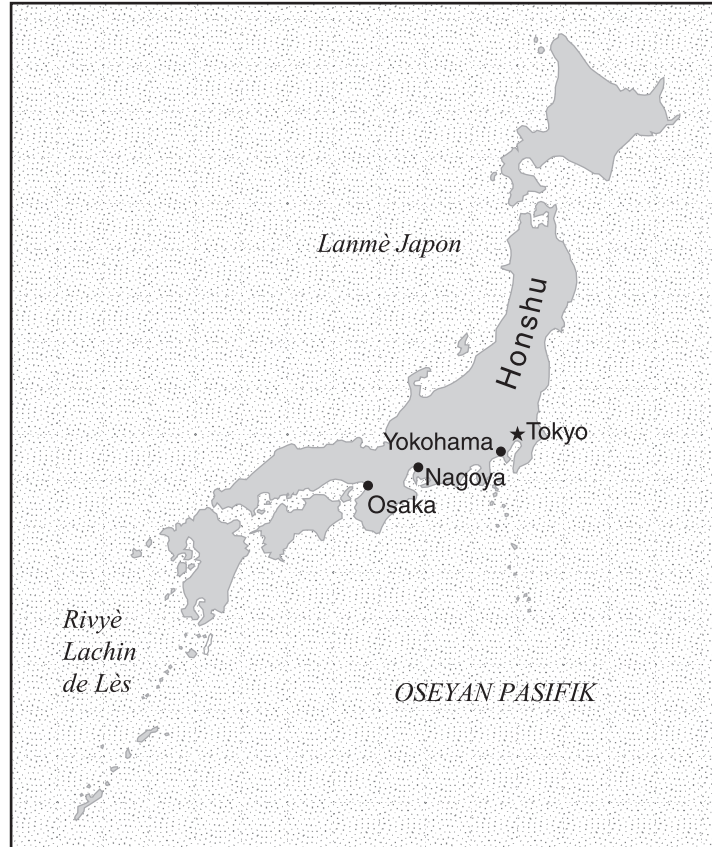 Lanmè Japon
Honshu
Tokyo
Yokohama
Nagoya
Osaka
Rivyè
Lachin
de Lès
OSEYAN PASIFIK